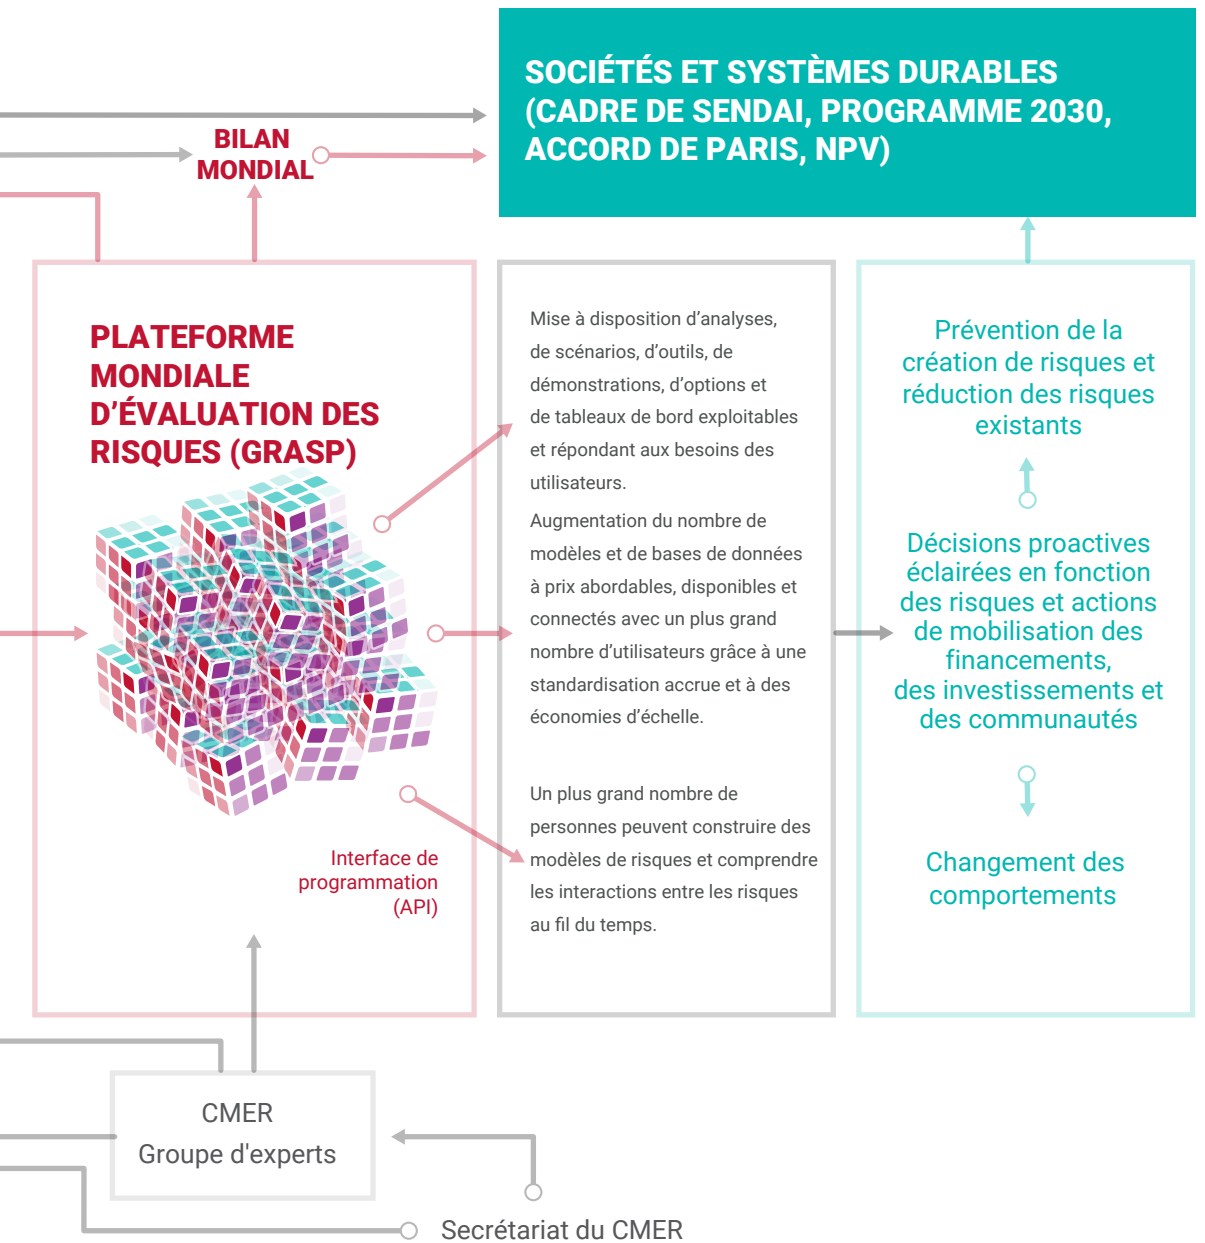 SOCIÉTÉS ET SYSTÈMES DURABLES
(CADRE DE SENDAI, PROGRAMME 2030,
ACCORD DE PARIS, NPV)
BILAN
MONDIAL
PLATEFORME
MONDIALE
D’ÉVALUATION DES
RISQUES (GRASP)
Interface de
programmation
(API)
Mise à disposition d’analyses,
de scénarios, d’outils, de
démonstrations, d’options et
de tableaux de bord exploitables
et répondant aux besoins des
utilisateurs.
Augmentation du nombre de
modèles et de bases de données
à prix abordables, disponibles et
connectés avec un plus grand
nombre d’utilisateurs grâce à une
standardisation accrue et à des
économies d’échelle.
Un plus grand nombre de
personnes peuvent construire des
modèles de risques et comprendre
les interactions entre les risques
au fil du temps.
Prévention de la
création de risques et
réduction des risques
existants
Décisions proactives
éclairées en fonction
des risques et actions
de mobilisation des
financements,
des investissements et
des communautés
Changement des
comportements
CMER
Groupe d'experts
Secrétariat du CMER